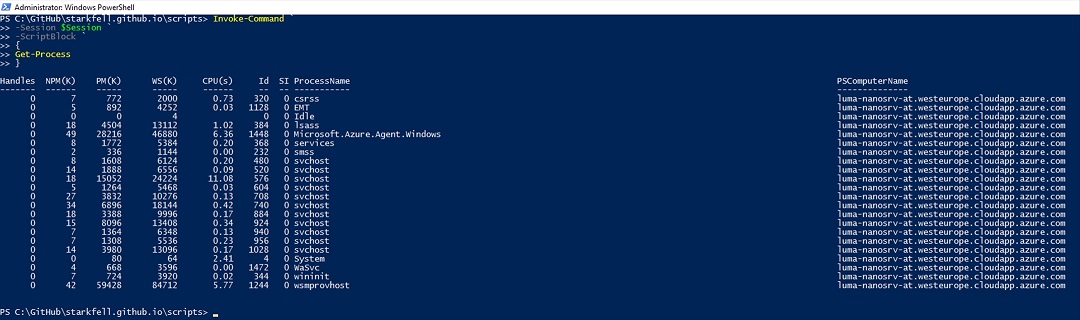 Administrator: Windows PowerShell
PS C:\GitHub\starkfell.github.io\scripts> Invoke-Command `
>> -Session $Session `
>> -ScriptBlock `
>> {
>> Get-Process
>> }
Handles NPM(K) PM(K) WS(K) CPU(s) Id SI ProcessName PSComputerName
------- ------ ----- ----- ------ -- -- ----------- --------------
0 7 772 2000 0.73 320 0 csrss luma-nanosrv-at.westeurope.cloudapp.azure.com
0 5 892 4252 0.03 1128 0 EMT luma-nanosrv-at.westeurope.cloudapp.azure.com
0 0 0 4 0 0 Idle luma-nanosrv-at.westeurope.cloudapp.azure.com
0 18 4504 13112 1.02 384 0 lsass luma-nanosrv-at.westeurope.cloudapp.azure.com
0 49 28216 46880 6.36 1448 0 Microsoft.Azure.Agent.Windows luma-nanosrv-at.westeurope.cloudapp.azure.com
0 8 1772 5384 0.20 368 0 services luma-nanosrv-at.westeurope.cloudapp.azure.com
0 2 336 1144 0.00 232 0 smss luma-nanosrv-at.westeurope.cloudapp.azure.com
0 8 1608 6124 0.20 480 0 svchost luma-nanosrv-at.westeurope.cloudapp.azure.com
0 14 1888 6556 0.09 520 0 svchost luma-nanosrv-at.westeurope.cloudapp.azure.com
0 18 15052 24224 11.08 576 0 svchost luma-nanosrv-at.westeurope.cloudapp.azure.com
0 5 1264 5468 0.03 604 0 svchost luma-nanosrv-at.westeurope.cloudapp.azure.com
0 27 3832 10276 0.13 708 0 svchost luma-nanosrv-at.westeurope.cloudapp.azure.com
0 34 6896 18144 0.42 740 0 svchost luma-nanosrv-at.westeurope.cloudapp.azure.com
0 18 3388 9996 0.17 884 0 svchost luma-nanosrv-at.westeurope.cloudapp.azure.com
0 15 8096 13408 0.34 924 0 svchost luma-nanosrv-at.westeurope.cloudapp.azure.com
0 7 1364 6348 0.13 940 0 svchost luma-nanosrv-at.westeurope.cloudapp.azure.com
0 7 1308 5536 0.23 956 0 svchost luma-nanosrv-at.westeurope.cloudapp.azure.com
0 14 3980 13096 0.17 1028 0 svchost luma-nanosrv-at.westeurope.cloudapp.azure.com
0 0 80 64 2.41 4 0 System luma-nanosrv-at.westeurope.cloudapp.azure.com
0 4 668 3596 0.00 1472 0 WaSvc luma-nanosrv-at.westeurope.cloudapp.azure.com
0 7 724 3920 0.02 344 0 wininit luma-nanosrv-at.westeurope.cloudapp.azure.com
0 42 59428 84712 5.77 1244 0 wsmprovhost luma-nanosrv-at.westeurope.cloudapp.azure.com
PS C:\GitHub\starkfell.github.io\scripts> _